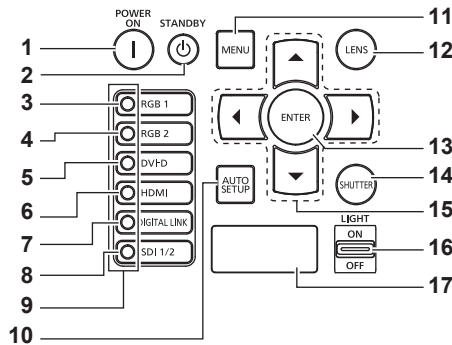 POWER ON
STANDBY
MENU
LENS
11
12
1
2
3
RGB 1
4
RGB 2
5
DVI-D
6
HDMI
7
DIGITAL LINK
8
SDI 1/2
9
10
ENTER
13
AUTO SETUP
SHUTTER
14
15
LIGHT
ON
OFF
16
17